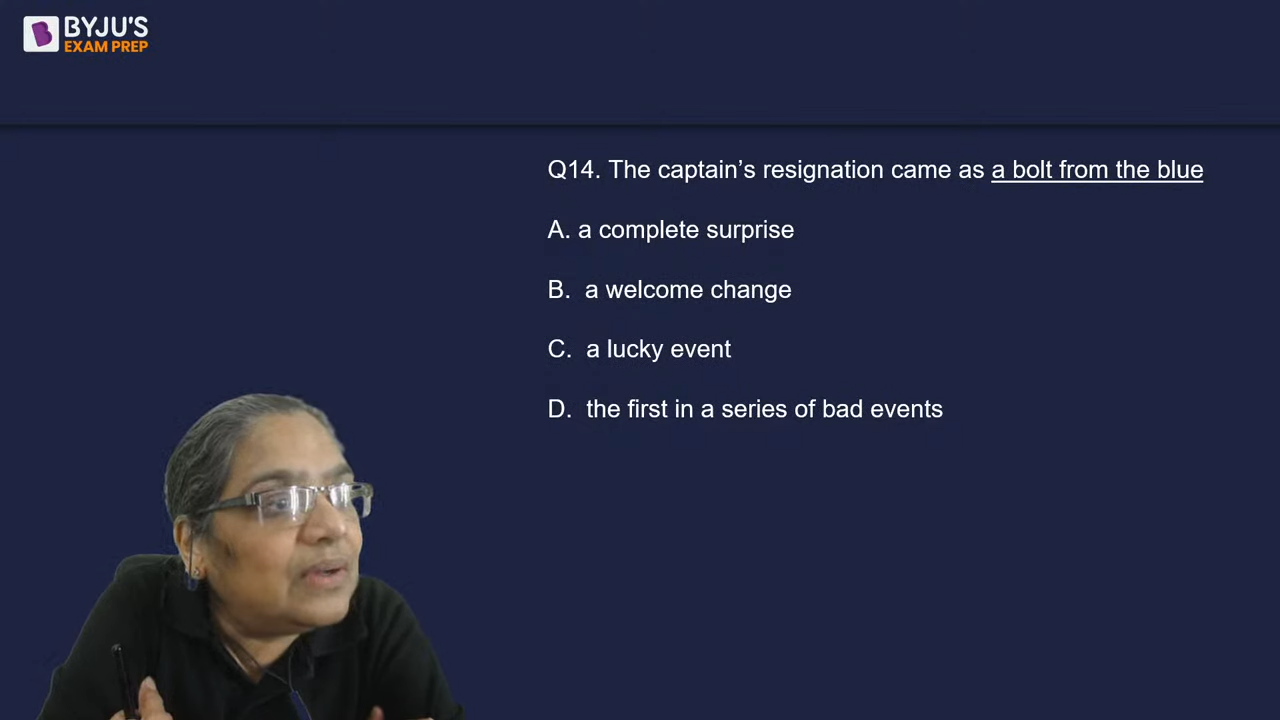 BYJU'S
EXAM PREP
Q14. The captain’s resignation came as a bolt from the blue
A. a complete surprise
B. a welcome change
C. a lucky event
D. the first in a series of bad events